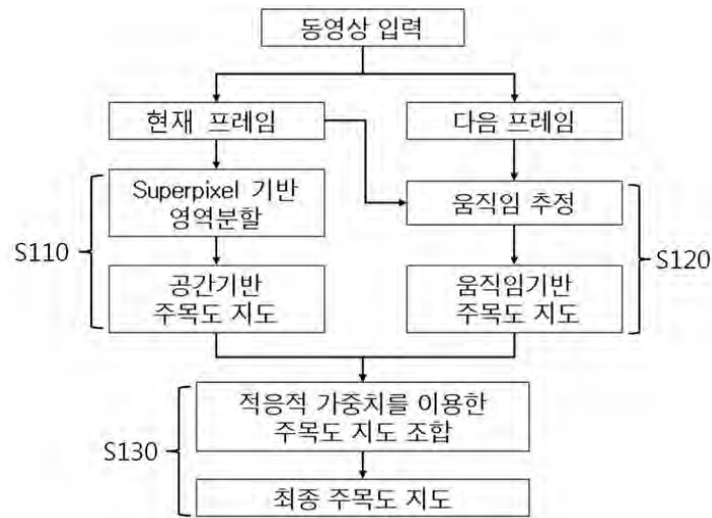 동영상 입력
현재 프레임
다음 프레임
Superpixel 기반
영역분할
움직임 추정
S110
S120
공간기반
주목도 지도
움직임기반
주목도 지도
적응적 가중치를 이용한
주목도 지도 조합
S130
최종 주목도 지도